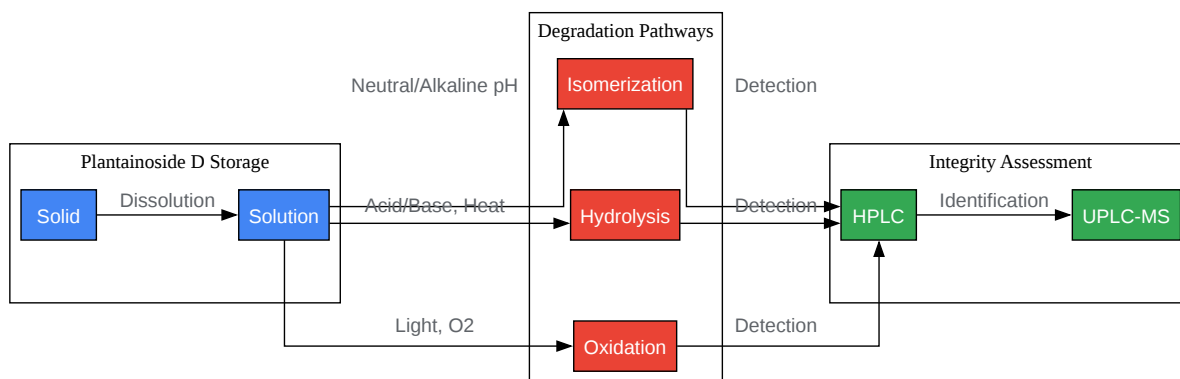 Degradation Pathways
Neutral/Alkaline pH
Isomerization
Detection
Plantainoside D Storage
Integrity Assessment
Solid
Dissolution
Solution
Acid/Base, Heat
Hydrolysis
Detection
HPLC
Identification
UPLC-MS
Light, O2
Oxidation
Detection